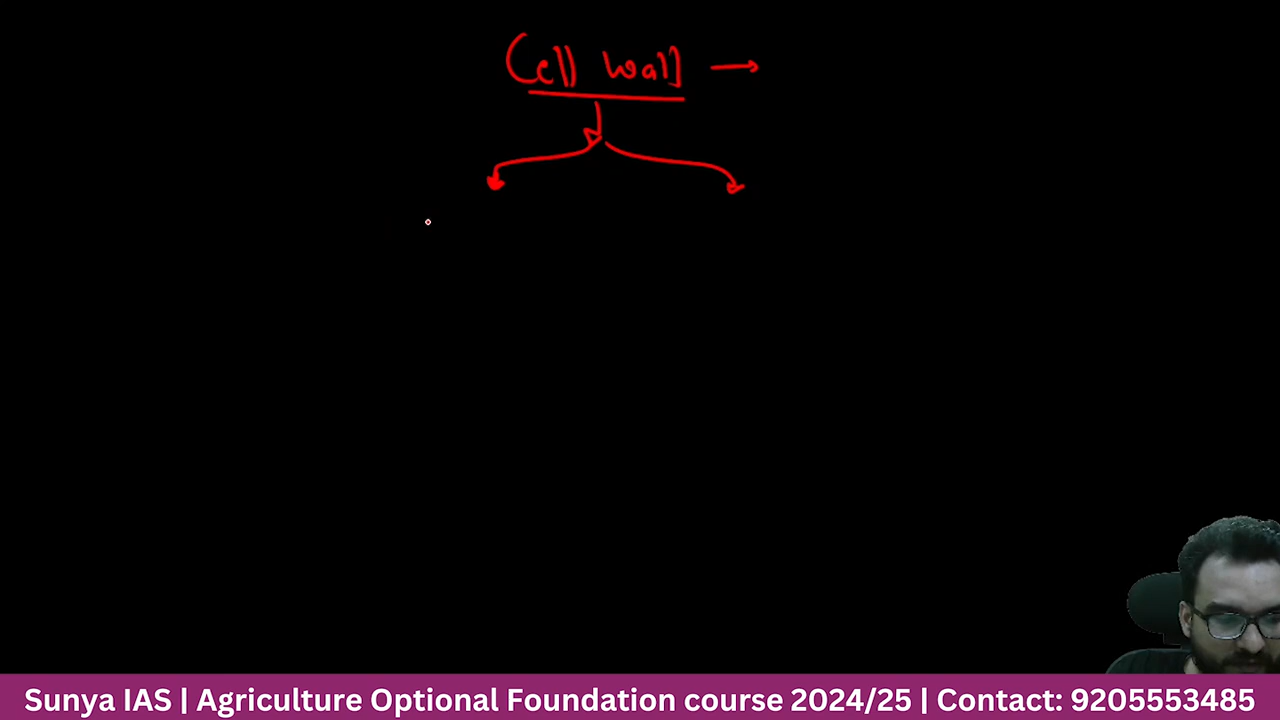 Cell wall →
Sunya IAS | Agriculture Optional Foundation course 2024/25 | Contact: 9205553485